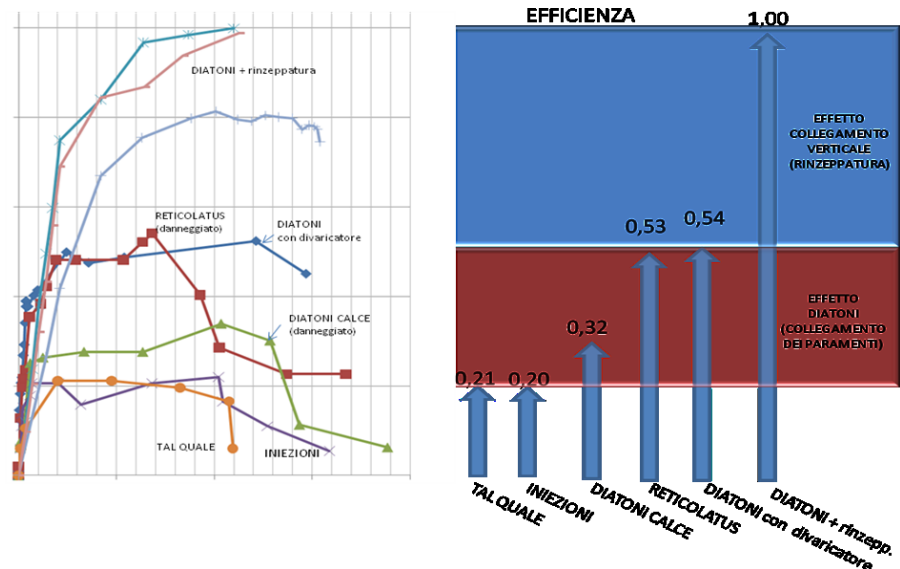 DIATONI + rinzeppatura
RETICOLATUS
(danneggiato)
DIATONI
con divaricatore
DIATONI CALCE
(danneggiato)
TAL QUALE
INIEZIONI
EFFICIENZA
1,00
EFFETTO
COLLEGAMENTO
VERTICALE
(RINZEPPATURA)
0,53
0,54
EFFETTO
DIATONI
(COLLEGAMENTO
DEI PARAMENTI)
0,32
0,21
0,20
TAL QUALE
INIEZIONI
DIATONI CALCE
RETICOLATUS
DIATONI con divaricatore
DIATONI + rinzepp.